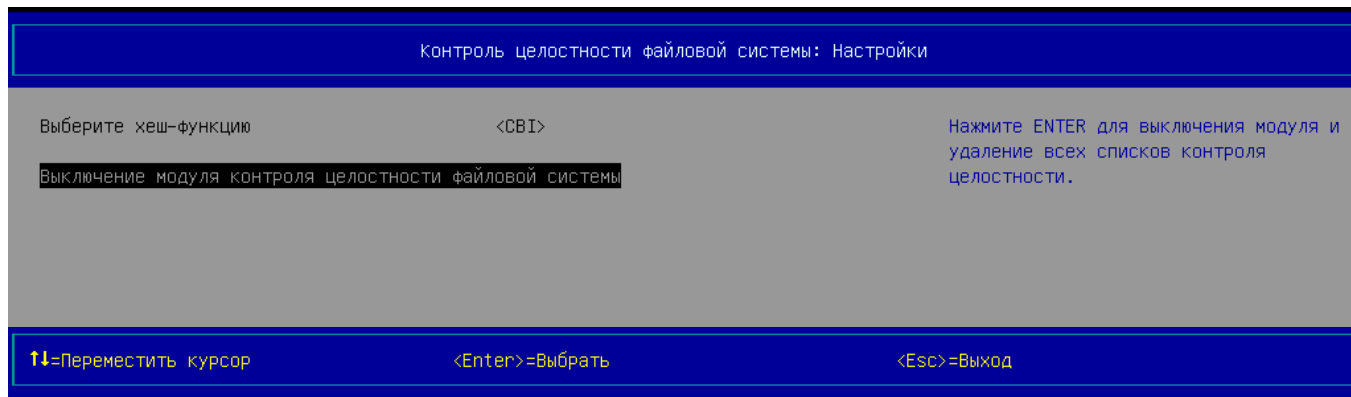 Контроль целостности файловой системы: Настройки
Выберите хеш-функцию <CBI>
Выключение модуля контроля целостности файловой системы
Нажмите ENTER для выключения модуля и
удаление всех списков контроля
целостности.
↑↓=Переместить курсор <Enter>=Выбрать <Esc>=Выход